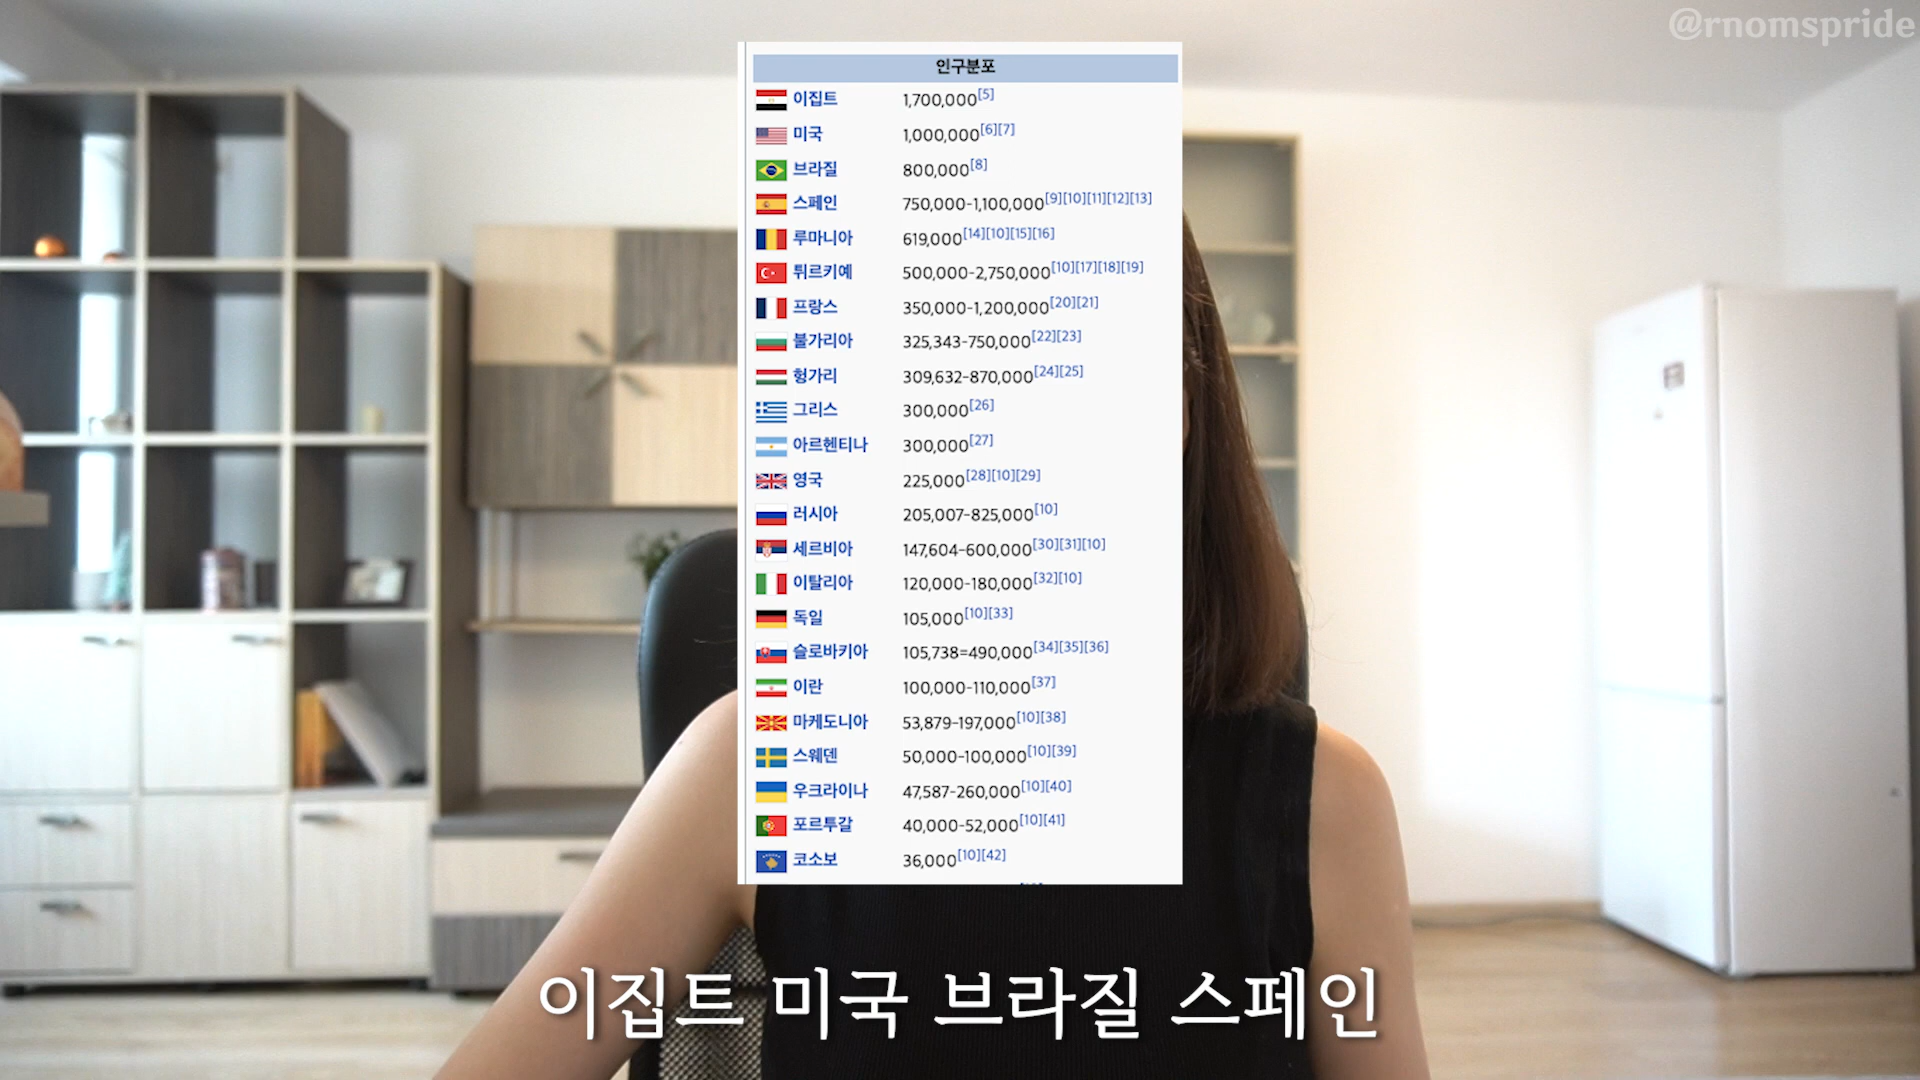 @rnomspride
인구분포
이집트 1,700,000[5]
미국 1,000,000[6][7]
브라질 800,000[8]
스페인 750,000-1,100,000[9][10][11][12][13]
루마니아 619,000[14][10][15][16]
튀르키예 500,000-2,750,000[10][17][18][19]
프랑스 350,000-1,200,000[20][21]
불가리아 325,343-750,000[22][23]
헝가리 309,632-870,000[24][25]
그리스 300,000[26]
아르헨티나 300,000[27]
영국 225,000[28][10][29]
러시아 205,007-825,000[10]
세르비아 147,604-600,000[30][31][10]
이탈리아 120,000-180,000[32][10]
독일 105,000[10][33]
슬로바키아 105,738=490,000[34][35][36]
이란 100,000-110,000[37]
마케도니아 53,879-197,000[10][38]
스웨덴 50,000-100,000[10][39]
우크라이나 47,587-260,000[10][40]
포르투갈 40,000-52,000[10][41]
코소보 36,000[10][42]
이집트 미국 브라질 스페인